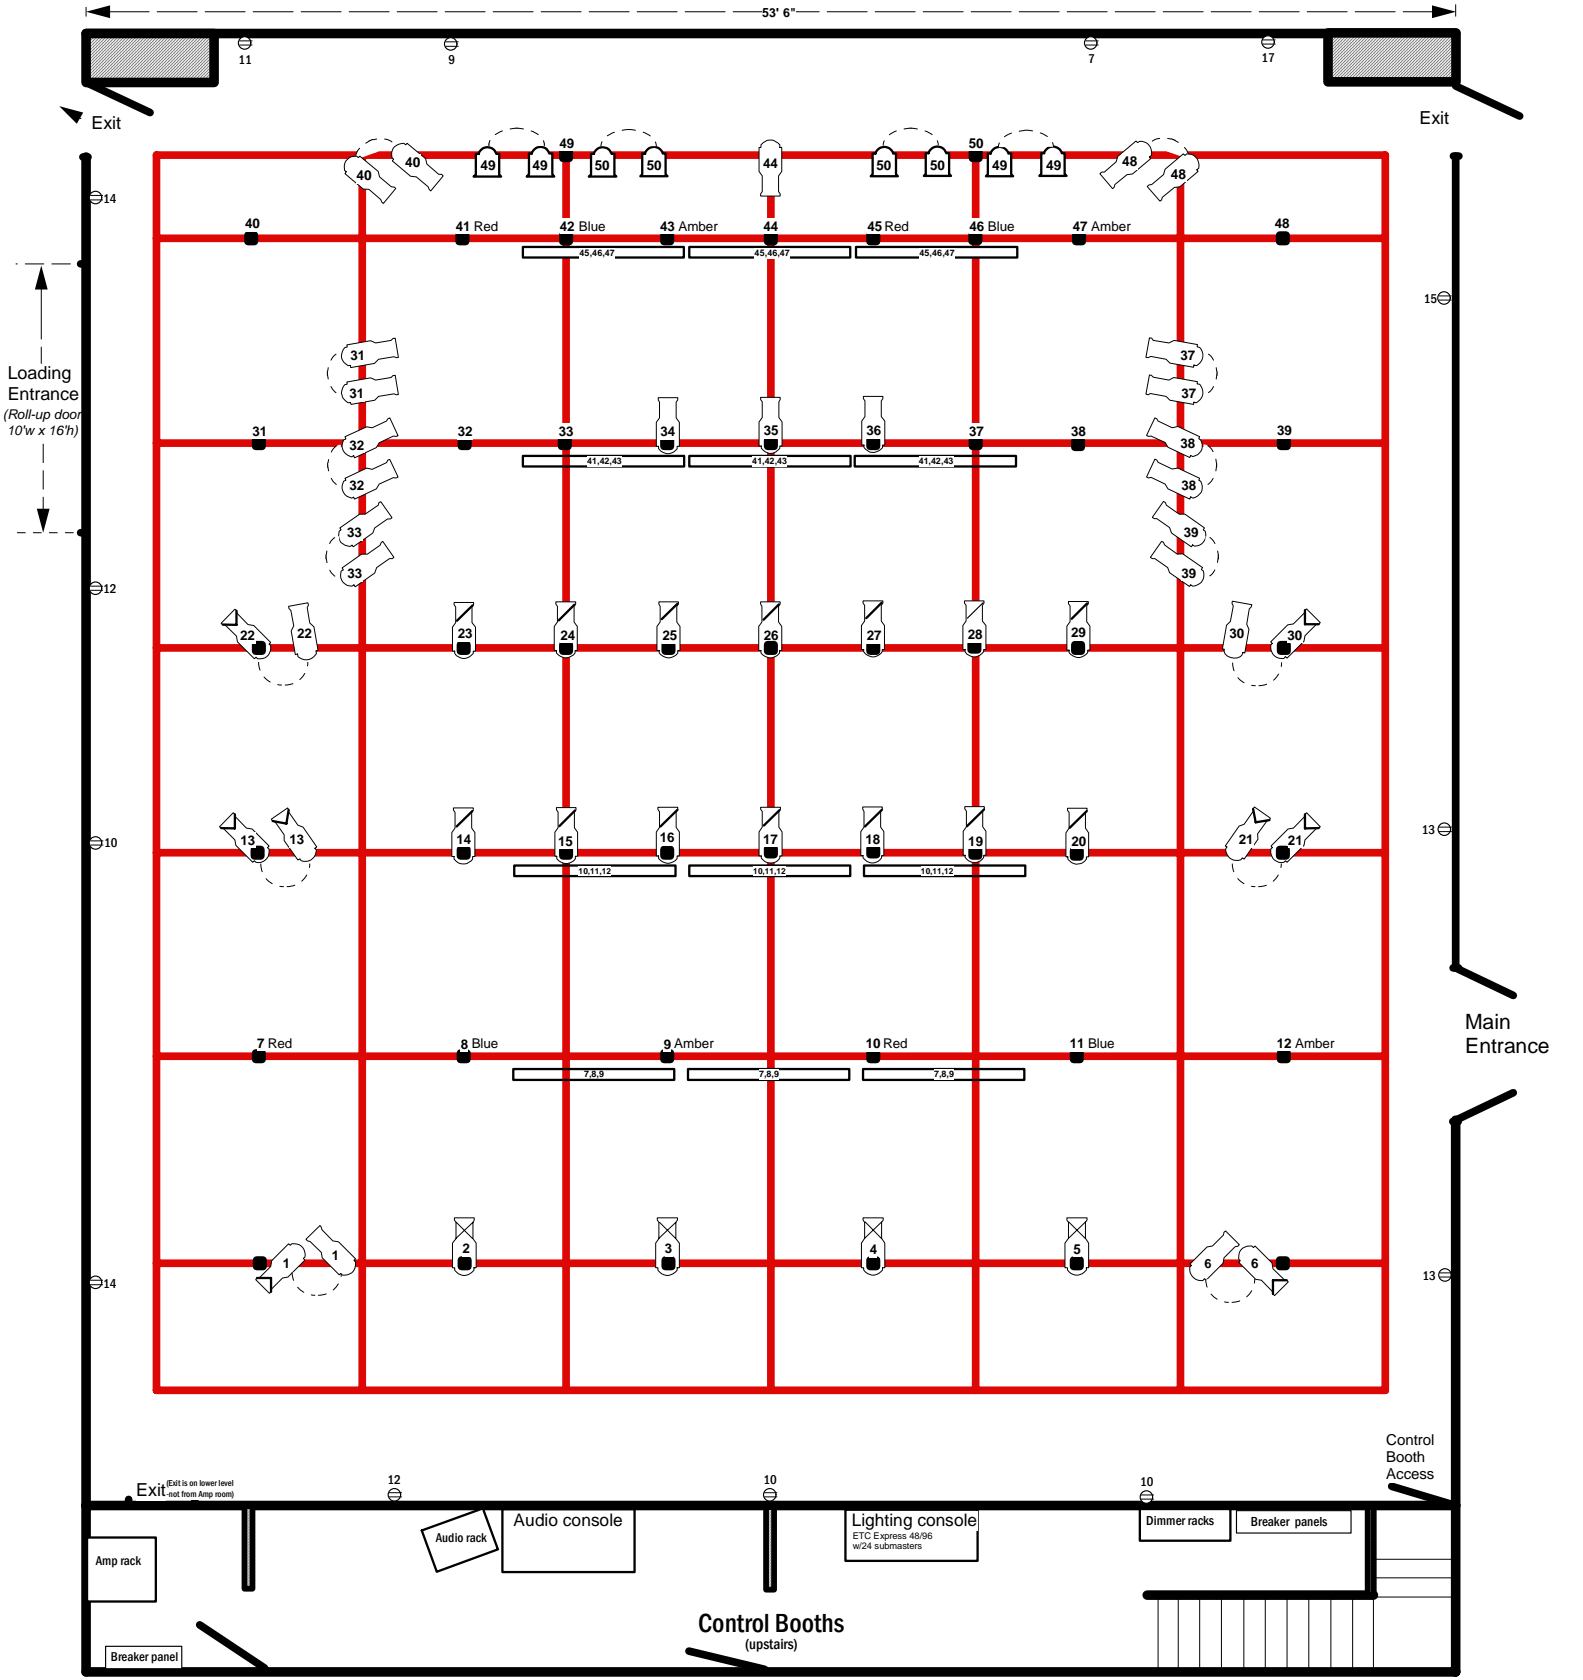 53' 6"
11
9
7
17
Exit
Exit
49
50
40
40
49
49
50
50
44
50
50
49
49
48
48
14
40
41 Red
42 Blue
43 Amber
44
45 Red
46 Blue
47 Amber
48
45,46,47
45,46,47
45,46,47
15
31
37
Loading
Entrance
(Roll-up door
10'w x 16'h)
31
37
31
32
32
33
34
35
36
37
38
38
39
41,42,43
41,42,43
41,42,43
32
38
33
39
33
39
12
22
22
23
24
25
26
27
28
29
30
30
13
13
13
14
15
16
17
18
19
20
21
21
10
10,11,12
10,11,12
10,11,12
Main
Entrance
7 Red
8 Blue
9 Amber
10 Red
11 Blue
12 Amber
7,8,9
7,8,9
7,8,9
1
1
2
3
4
5
6
6
14
13
Control
Booth
Access
Exit
(Exit is on lower level
-not from Amp room)
12
10
10
Amp rack
Audio rack
Audio console
Lighting console
ETC Express 48/96
w/24 submasters
Dimmer racks
Breaker panels
Control Booths
(upstairs)
Breaker panel